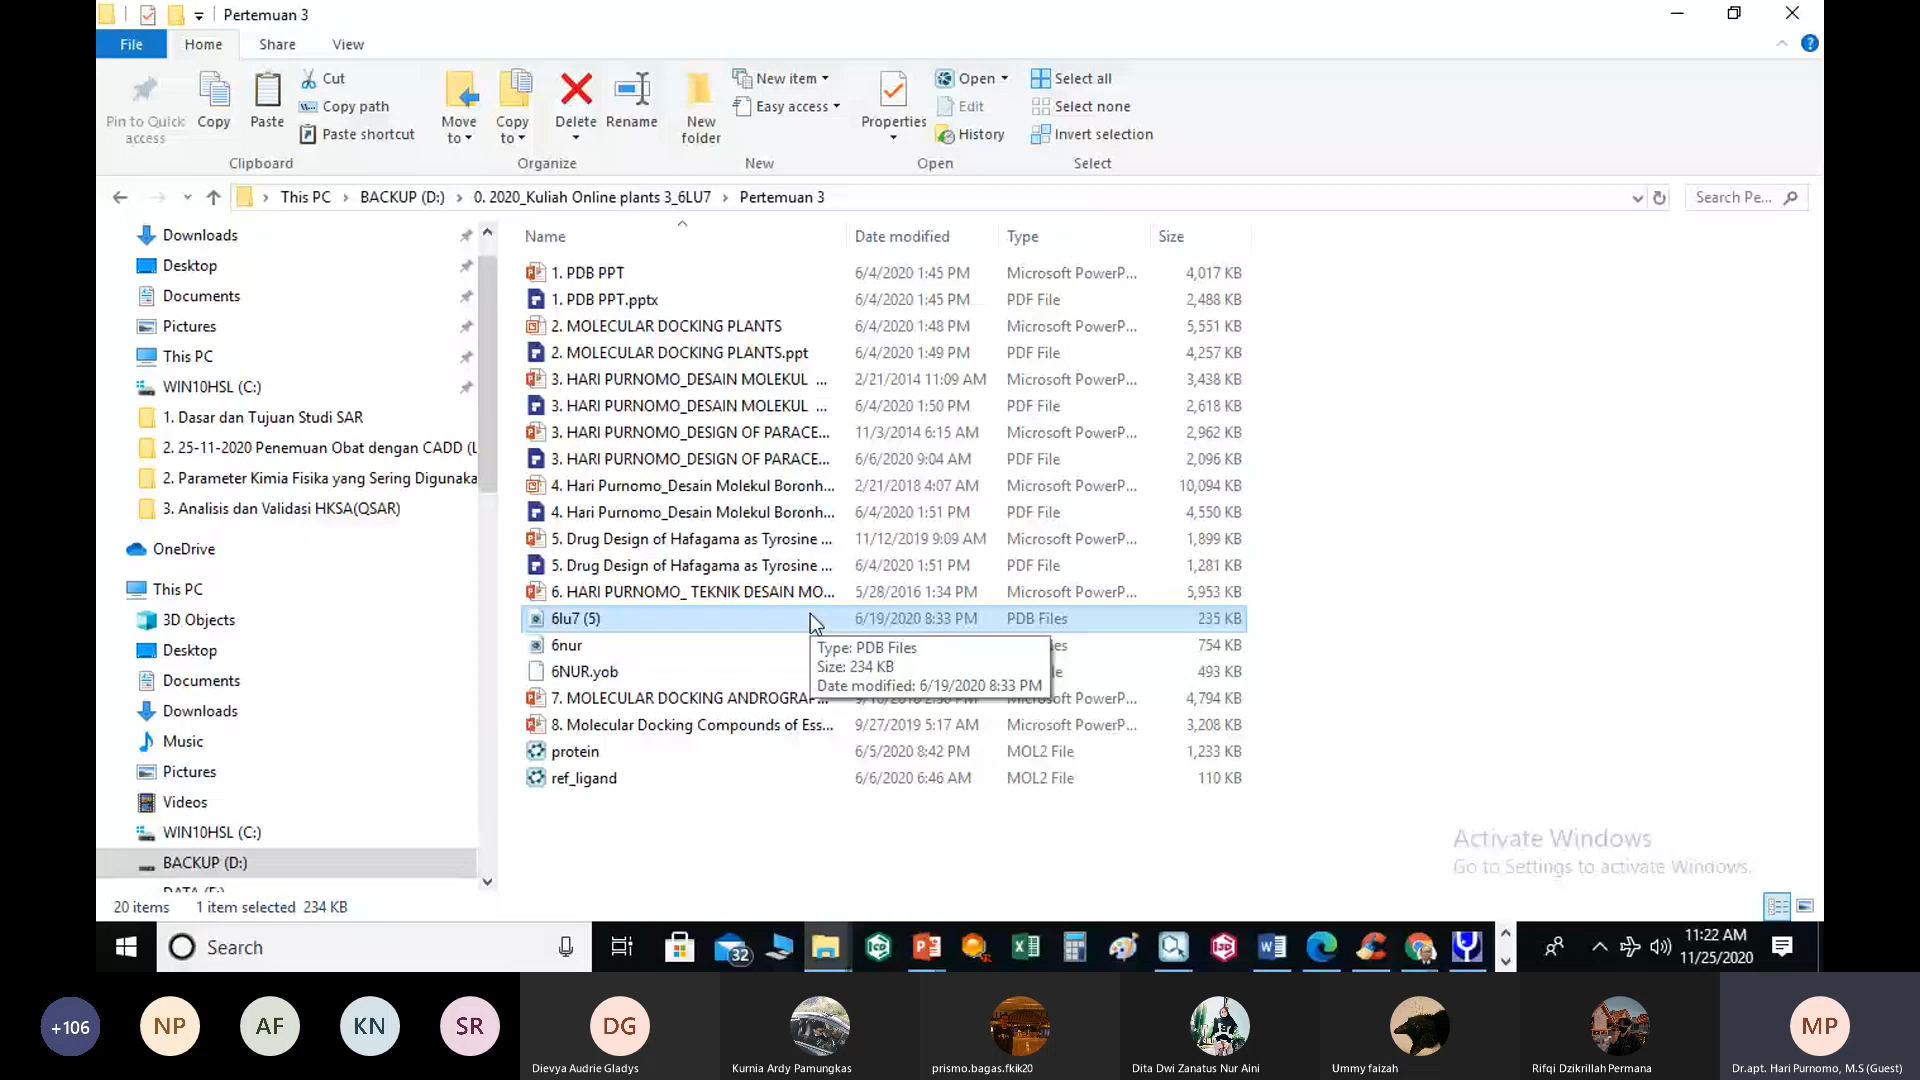 Pertemuan 3
File
Home
Share
View
Pin to Quick access
Copy
Paste
Cut
Copy path
Paste shortcut
Clipboard
Move to
Copy to
Delete
Rename
Organize
New folder
New item
Easy access
New
Properties
Open
Edit
History
Open
Select all
Select none
Invert selection
Select
This PC > BACKUP (D:) > 0. 2020_Kuliah Online plants 3_6LU7 > Pertemuan 3
Search Pe...
Downloads
Desktop
Documents
Pictures
This PC
WIN10HSL (C:)
1. Dasar dan Tujuan Studi SAR
2. 25-11-2020 Penemuan Obat dengan CADD (L
2. Parameter Kimia Fisika yang Sering Digunaka
3. Analisis dan Validasi HKSA(QSAR)
OneDrive
This PC
3D Objects
Desktop
Documents
Downloads
Music
Pictures
Videos
WIN10HSL (C:)
BACKUP (D:)
Name Date modified Type Size
1. PDB PPT 6/4/2020 1:45 PM Microsoft PowerP... 4,017 KB
1. PDB PPT.pptx 6/4/2020 1:45 PM PDF File 2,488 KB
2. MOLECULAR DOCKING PLANTS 6/4/2020 1:48 PM Microsoft PowerP... 5,551 KB
2. MOLECULAR DOCKING PLANTS.ppt 6/4/2020 1:49 PM PDF File 4,257 KB
3. HARI PURNOMO_DESAIN MOLEKUL ... 2/21/2014 11:09 AM Microsoft PowerP... 3,438 KB
3. HARI PURNOMO_DESAIN MOLEKUL ... 6/4/2020 1:50 PM PDF File 2,618 KB
3. HARI PURNOMO_DESIGN OF PARACE... 11/3/2014 6:15 AM Microsoft PowerP... 2,962 KB
3. HARI PURNOMO_DESIGN OF PARACE... 6/6/2020 9:04 AM PDF File 2,096 KB
4. Hari Purnomo_Desain Molekul Boronh... 2/21/2018 4:07 AM Microsoft PowerP... 10,094 KB
4. Hari Purnomo_Desain Molekul Boronh... 6/4/2020 1:51 PM PDF File 4,550 KB
5. Drug Design of Hafagama as Tyrosine ... 11/12/2019 9:09 AM Microsoft PowerP... 1,899 KB
5. Drug Design of Hafagama as Tyrosine ... 6/4/2020 1:51 PM PDF File 1,281 KB
6. HARI PURNOMO_ TEKNIK DESAIN MO... 5/28/2016 1:34 PM Microsoft PowerP... 5,953 KB
6lu7 (5) 6/19/2020 8:33 PM PDB Files 235 KB
6nur les 754 KB
6NUR.yob le 493 KB
7. MOLECULAR DOCKING ANDROGRAP... Microsoft PowerP... 4,794 KB
8. Molecular Docking Compounds of Ess... 9/27/2019 5:17 AM Microsoft PowerP... 3,208 KB
protein 6/5/2020 8:42 PM MOL2 File 1,233 KB
ref_ligand 6/6/2020 6:46 AM MOL2 File 110 KB
Type: PDB Files
Size: 234 KB
Date modified: 6/19/2020 8:33 PM
Activate Windows
Go to Settings to activate Windows.
20 items 1 item selected 234 KB
Search
32
11:22 AM
11/25/2020
+106
NP
AF
KN
SR
DG
MP
Dievya Audrie Gladys
Kurnia Ardy Pamungkas
prismo.bagas.fkik20
Dita Dwi Zanatus Nur Aini
Ummy faizah
Rifqi Dzikrillah Permana
Dr.apt. Hari Purnomo, M.S (Guest)